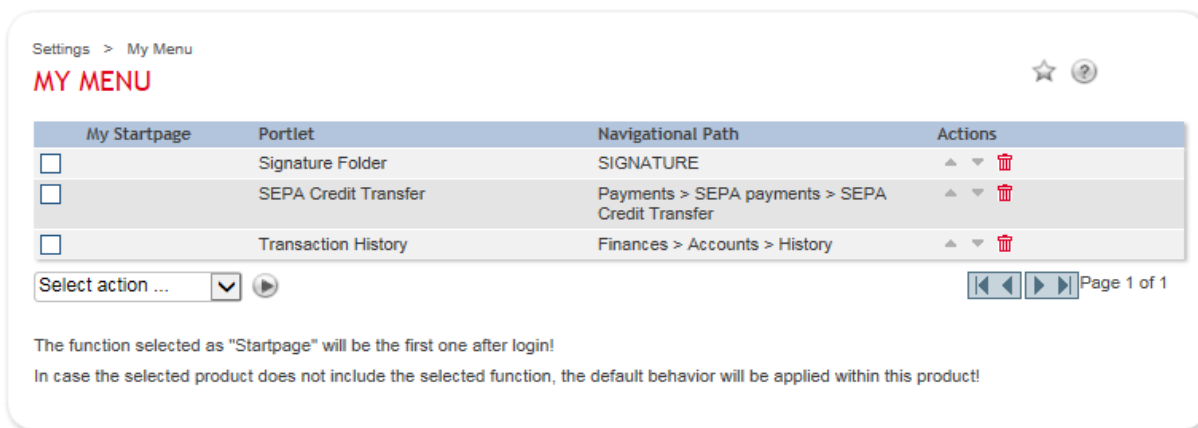 Settings > My Menu
MY MENU
My Startpage Portlet Navigational Path Actions
Signature Folder SIGNATURE
SEPA Credit Transfer Payments > SEPA payments > SEPA
Credit Transfer
Transaction History Finances > Accounts > History
Select action ... Page 1 of 1
The function selected as "Startpage" will be the first one after login!
In case the selected product does not include the selected function, the default behavior will be applied within this product!